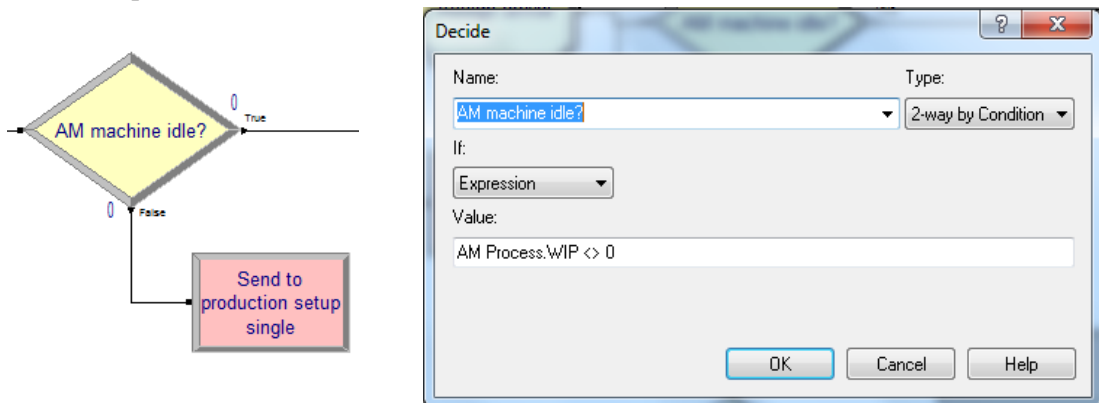 AM machine idle?
0
True
0
False
Send to
production setup
single
Decide
Name:
Type:
AM machine idle?
2-way by Condition
If:
Expression
Value:
AM Process.WIP <> 0
OK
Cancel
Help